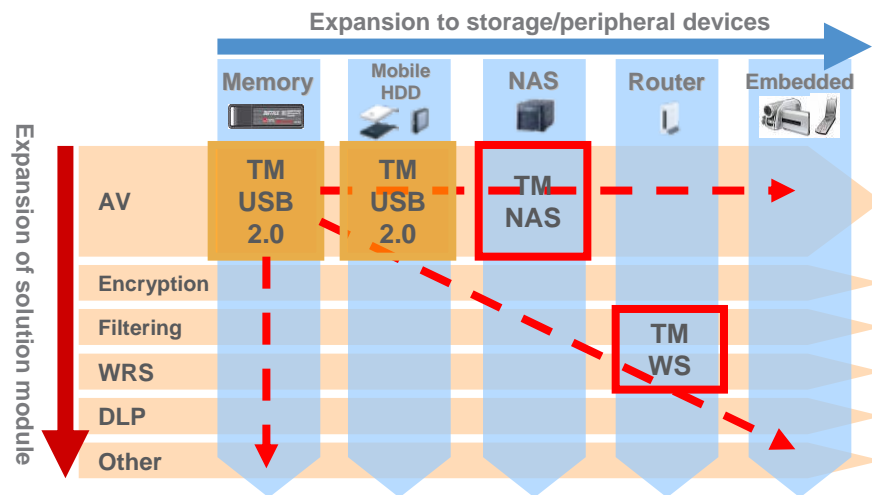 Expansion to storage/peripheral devices
Memory
Mobile
HDD
NAS
Router
Embedded
Expansion of solution module
AV
TM
USB
2.0
TM
USB
2.0
TM
NAS
Encryption
Filtering
TM
WS
WRS
DLP
Other